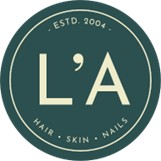 - ESTD. 2004 -
L'A
HAIR • SKIN • NAILS